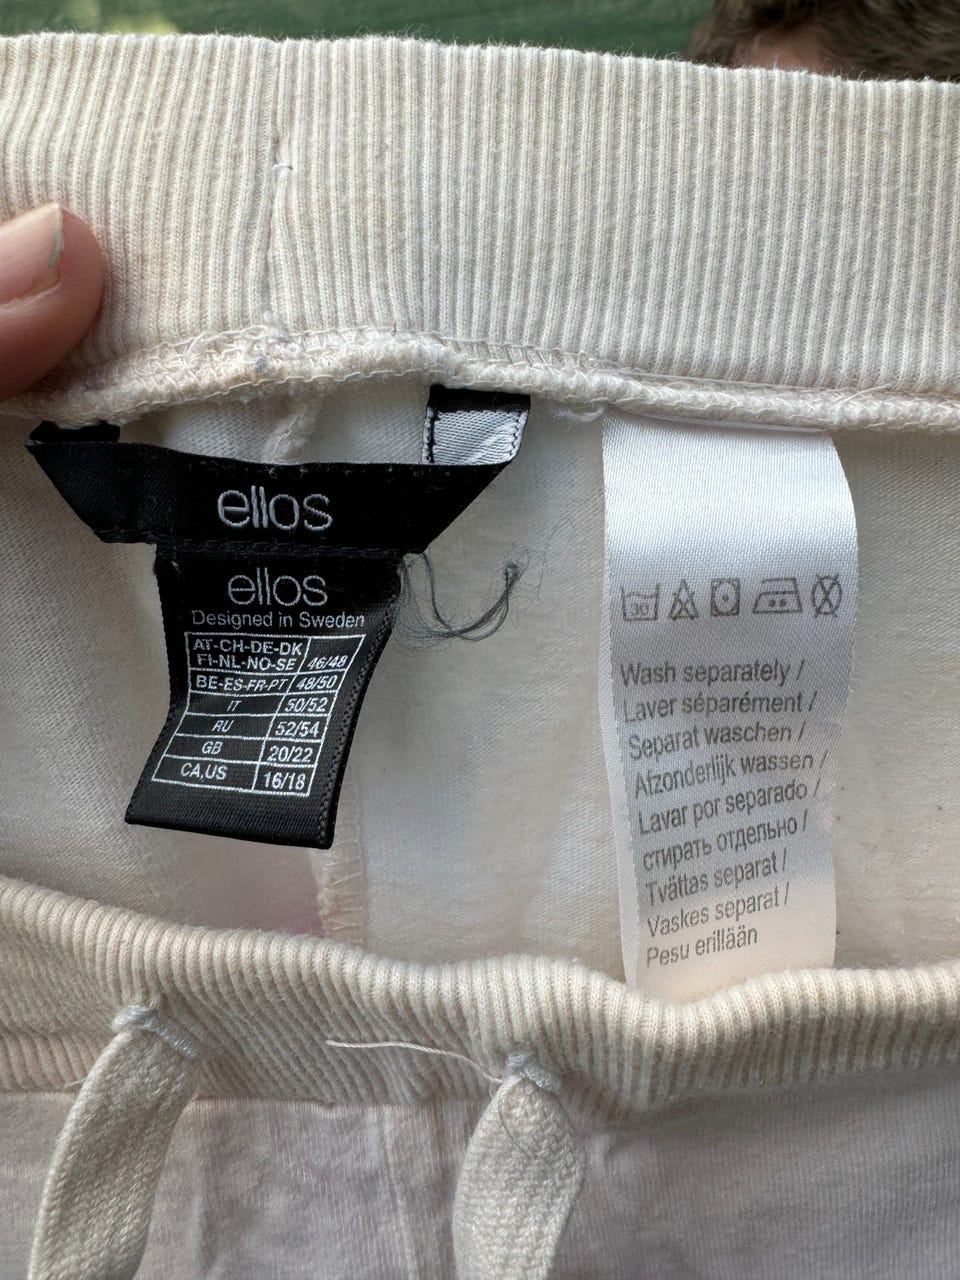 ellos
ellos
Designed in Sweden
AT-CH-DE-DK
FI-NL-NO-SE 46/48
BE-ES-FR-PT 48/50
IT 50/52
RU 52/54
GB 20/22
CA,US 16/18
30
Wash separately /
Laver séparément /
Separat waschen /
Afzonderlijk wassen /
Lavar por separado /
стирать отдельно /
Tvättas separat /
Vaskes separat /
Pesu erillään